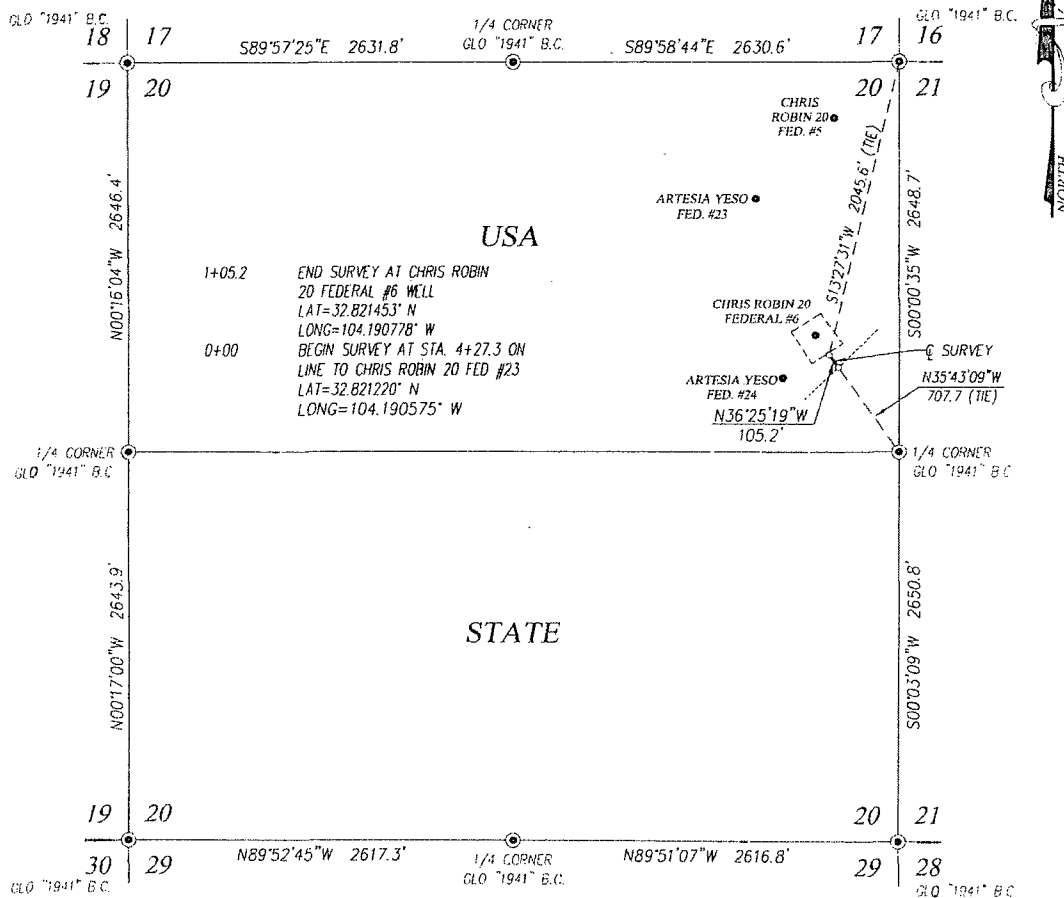 GLO "1941" B.C.
18 17
S89°57'25"E 2631.8'
1/4 CORNER
GLO "1941" B.C.
S89°58'44"E 2630.6'
GLO "1941" B.C.
17 16
19 20
20 21
NORTH
CHRIS
ROBIN 20
FED. #5
ARTESIA YESO
FED. #23
S13°27'31"W 2045.6' (TIE)
N00°16'04"W 2646.4'
S00°00'35"W 2648.7'
USA
1+05.2 END SURVEY AT CHRIS ROBIN
20 FEDERAL #6 WELL
LAT=32.821453° N
LONG=104.190778° W
0+00 BEGIN SURVEY AT STA. 4+27.3 ON
LINE TO CHRIS ROBIN 20 FED #23
LAT=32.821220° N
LONG=104.190575° W
CHRIS ROBIN 20
FEDERAL #6
℄ SURVEY
ARTESIA YESO
FED. #24
N35°43'09"W
707.7 (TIE)
N36°25'19"W
105.2'
1/4 CORNER
GLO "1941" B.C
1/4 CORNER
GLO "1941" B.C
N00°17'00"W 2643.9'
STATE
S00°03'09"W 2650.8'
19 20
20 21
30 29
N89°52'45"W 2617.3'
1/4 CORNER
GLO "1941" B.C.
N89°51'07"W 2616.8'
29 28
GLO "1941" B.C.
GLO "1941" B.C